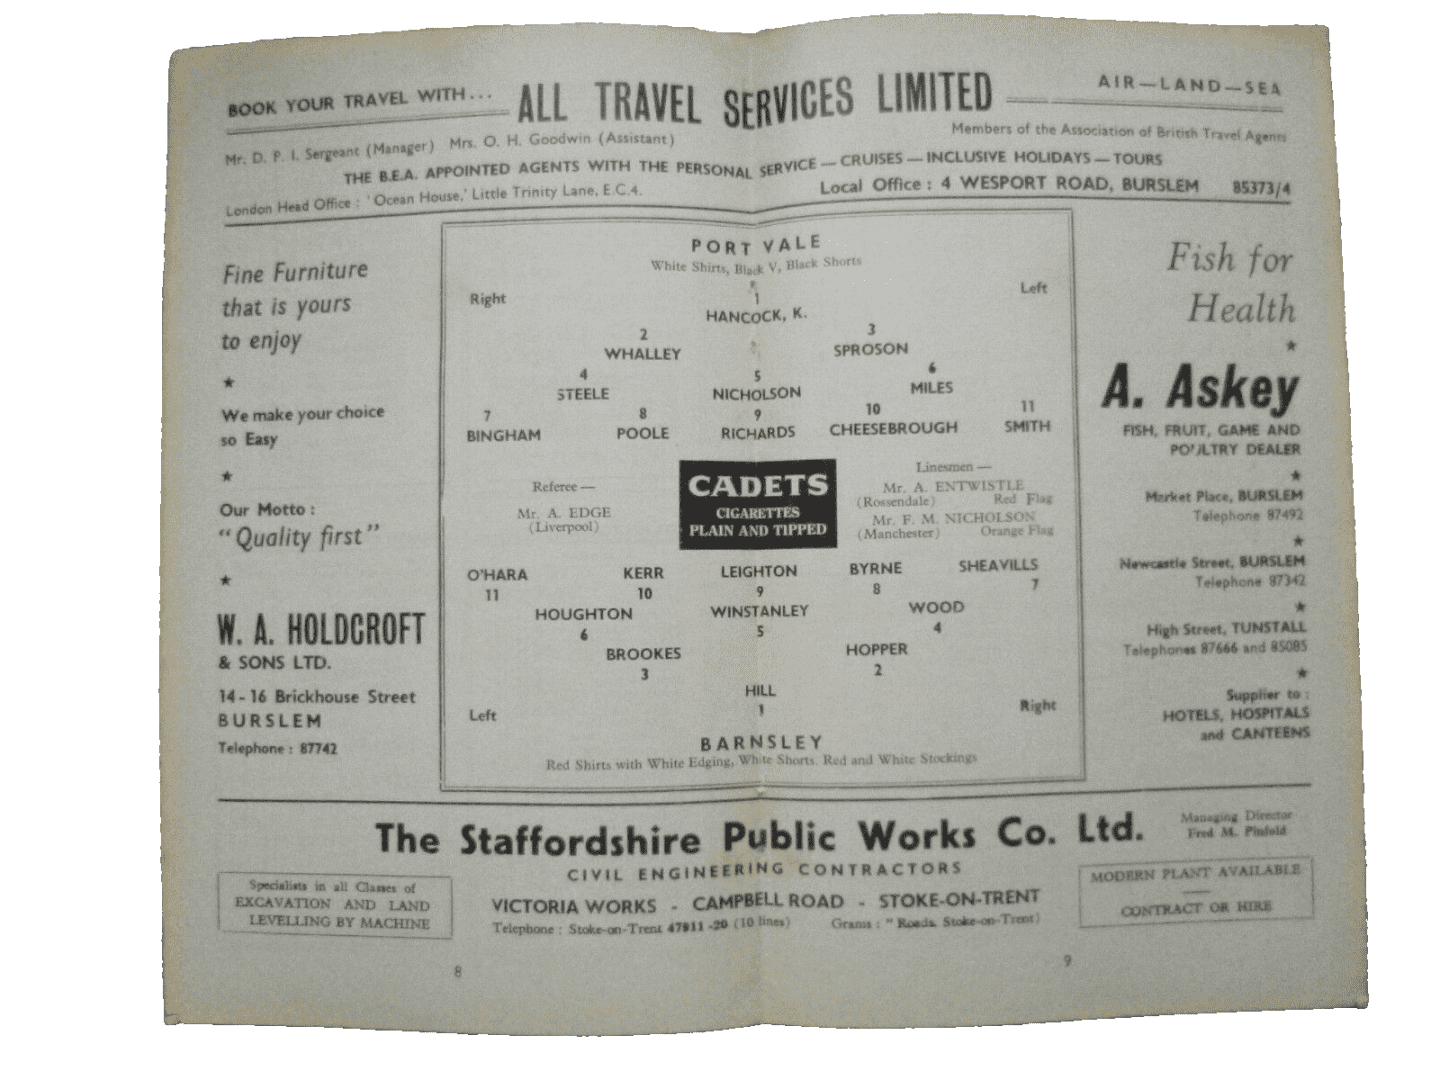 BOOK YOUR TRAVEL WITH... ALL TRAVEL SERVICES LIMITED AIR—LAND—SEA
Mr. D. P. I. Sergeant (Manager) Mrs. O. H. Goodwin (Assistant) Members of the Association of British Travel Agents
THE B.E.A. APPOINTED AGENTS WITH THE PERSONAL SERVICE — CRUISES — INCLUSIVE HOLIDAYS — TOURS
London Head Office : 'Ocean House,' Little Trinity Lane, E.C.4. Local Office : 4 WESPORT ROAD, BURSLEM 85373/4
Fine Furniture
that is yours
to enjoy
★
We make your choice
so Easy
★
Our Motto :
"Quality first"
★
W. A. HOLDCROFT
& SONS LTD.
14-16 Brickhouse Street
BURSLEM
Telephone : 87742
PORT VALE
White Shirts, Black V, Black Shorts
Right Left
1
HANCOCK, K.
2 3
WHALLEY SPROSON
4 5 6
STEELE NICHOLSON MILES
7 8 9 10 11
BINGHAM POOLE RICHARDS CHEESEBROUGH SMITH
Referee —
Mr. A. EDGE
(Liverpool)
CADETS
CIGARETTES
PLAIN AND TIPPED
Linesmen —
Mr. A. ENTWISTLE
(Rossendale) Red Flag
Mr. F. M. NICHOLSON
(Manchester) Orange Flag
O'HARA KERR LEIGHTON BYRNE SHEAVILLS
11 10 9 8 7
HOUGHTON WINSTANLEY WOOD
6 5 4
BROOKES HOPPER
3 2
HILL
1
Left Right
BARNSLEY
Red Shirts with White Edging, White Shorts. Red and White Stockings
Fish for
Health
★
A. Askey
FISH, FRUIT, GAME AND
POULTRY DEALER
★
Market Place, BURSLEM
Telephone 87492
★
Newcastle Street, BURSLEM
Telephone 87342
★
High Street, TUNSTALL
Telephones 87666 and 85085
★
Supplier to :
HOTELS, HOSPITALS
and CANTEENS
The Staffordshire Public Works Co. Ltd.
Managing Director
Fred M. Pinfold
CIVIL ENGINEERING CONTRACTORS
Specialists in all Classes of
EXCAVATION AND LAND
LEVELLING BY MACHINE
VICTORIA WORKS - CAMPBELL ROAD - STOKE-ON-TRENT
Telephone : Stoke-on-Trent 47911-20 (10 lines) Grams : "Roads, Stoke-on-Trent)
MODERN PLANT AVAILABLE
—
CONTRACT OR HIRE
8 9